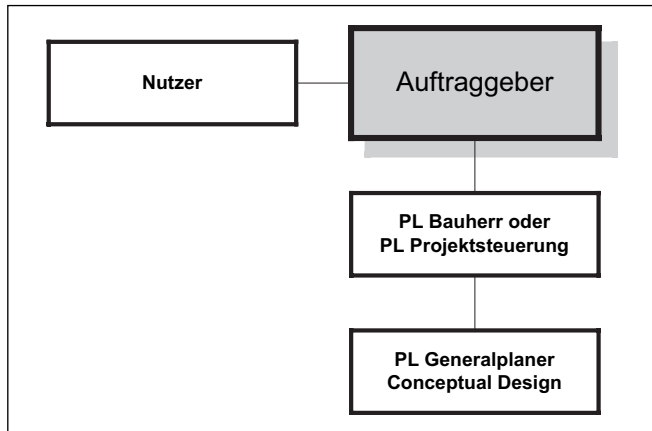 Nutzer
Auftraggeber
PL Bauherr oder
PL Projektsteuerung
PL Generalplaner
Conceptual Design